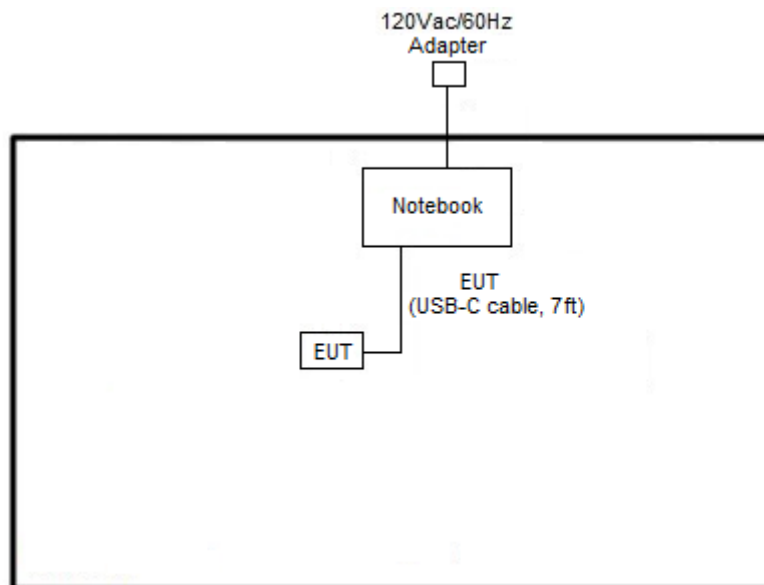 120Vac/60Hz
Adapter
Notebook
EUT
(USB-C cable, 7ft)
EUT